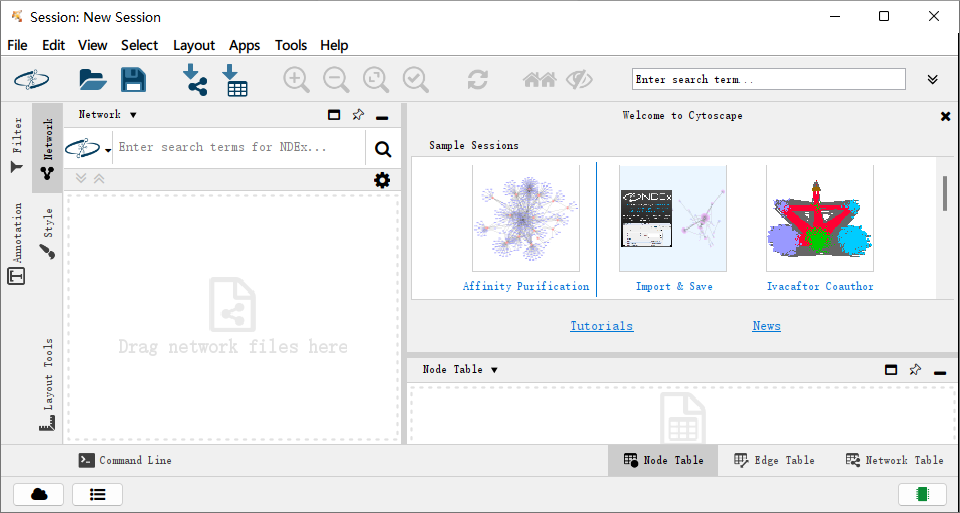 Session: New Session
File Edit View Select Layout Apps Tools Help
Enter search term...
Filter
Annotation
Network
Style
Layout Tools
Network
Enter search terms for NDEx...
Drag network files here
Welcome to Cytoscape
Sample Sessions
NDEx
Affinity Purification
Import & Save
Ivacaftor Coauthor
Tutorials
News
Node Table
Command Line
Node Table
Edge Table
Network Table